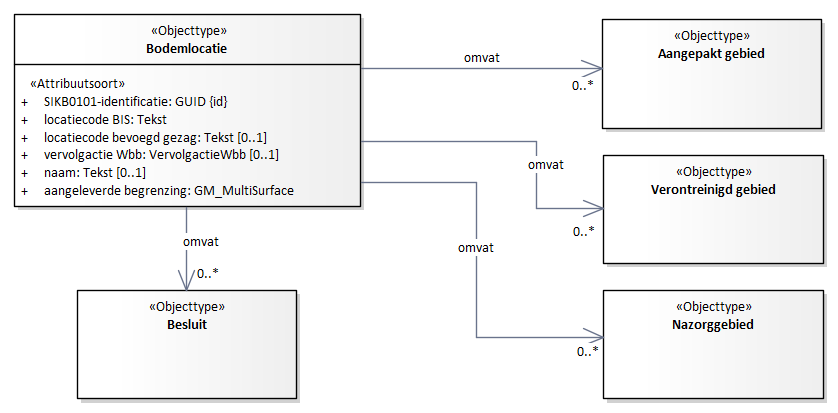 «Objecttype»
Bodemlocatie
«Attribuutsoort»
+ SIKB0101-identificatie: GUID {id}
+ locatiecode BIS: Tekst
+ locatiecode bevoegd gezag: Tekst [0..1]
+ vervolgactie Wbb: VervolgactieWbb [0..1]
+ naam: Tekst [0..1]
+ aangeleverde begrenzing: GM_MultiSurface
omvat
0..*
«Objecttype»
Aangepakt gebied
omvat
0..*
«Objecttype»
Verontreinigd gebied
omvat
0..*
«Objecttype»
Nazorggebied
omvat
0..*
«Objecttype»
Besluit